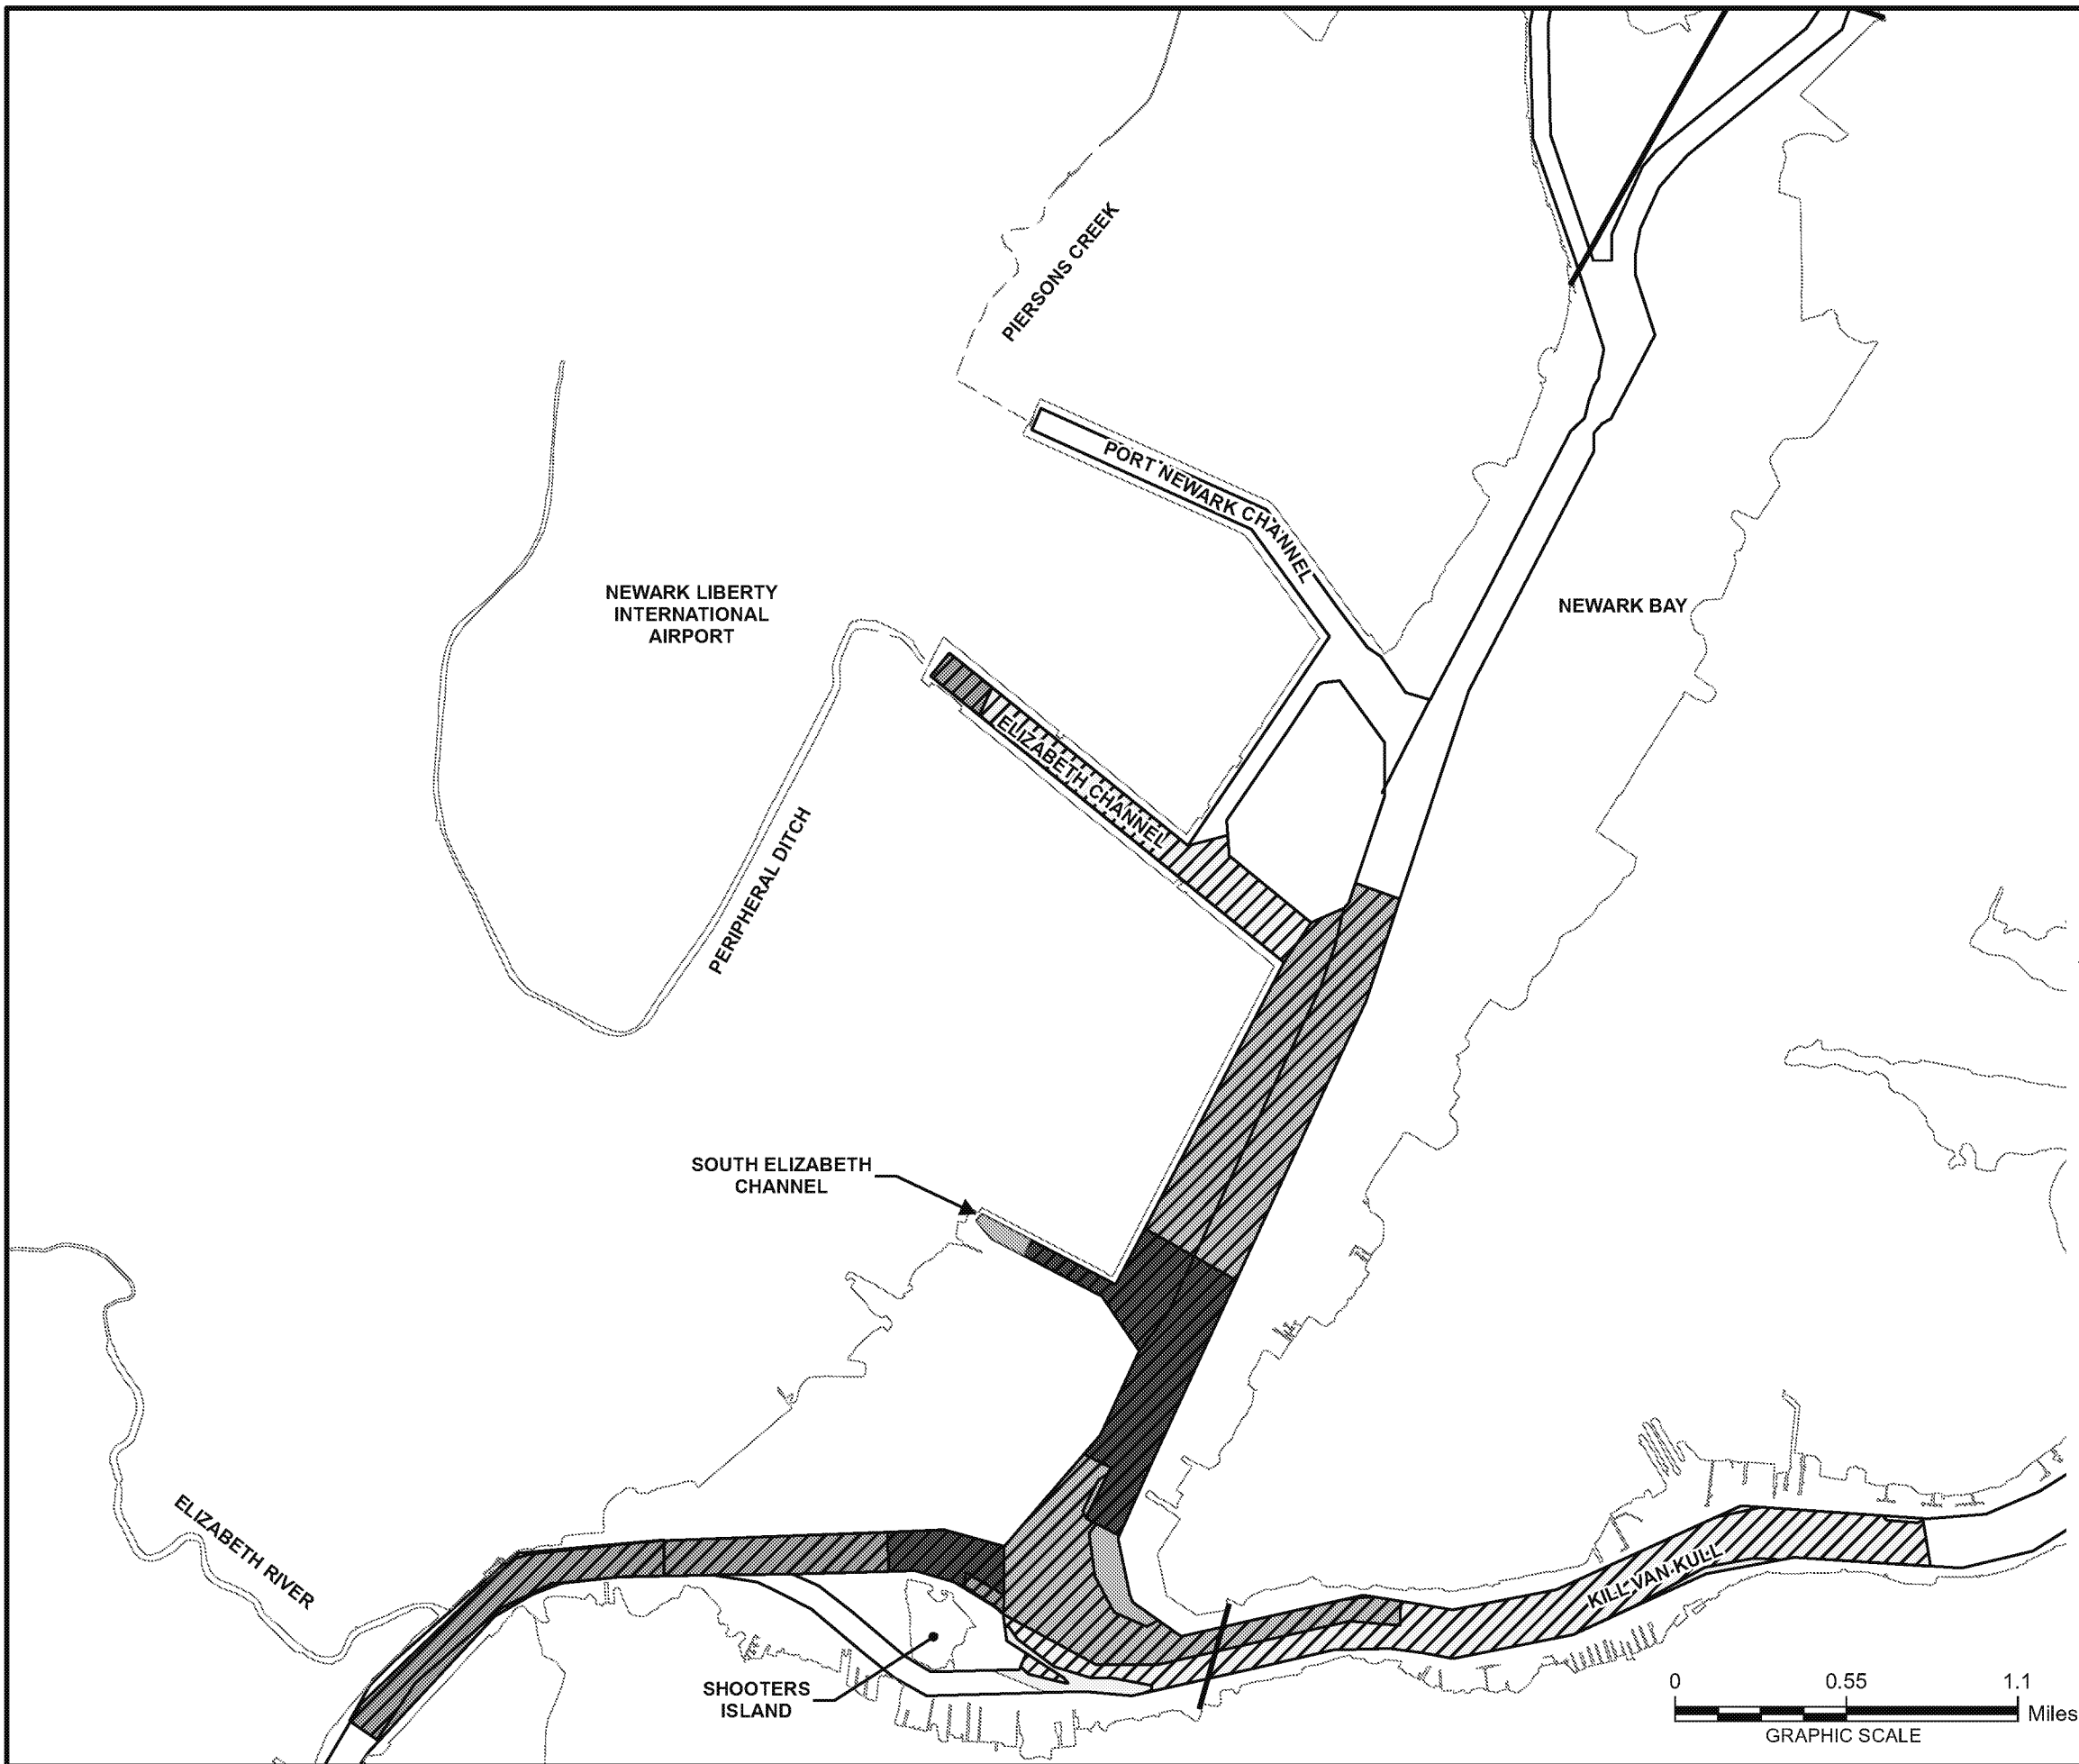 PIERSONS CREEK
PORT NEWARK CHANNEL
NEWARK LIBERTY
INTERNATIONAL
AIRPORT
NEWARK BAY
ELIZABETH CHANNEL
PERIPHERAL DITCH
SOUTH ELIZABETH
CHANNEL
ELIZABETH RIVER
KILL VAN KULL
SHOOTERS
ISLAND
0 0.55 1.1
Miles
GRAPHIC SCALE